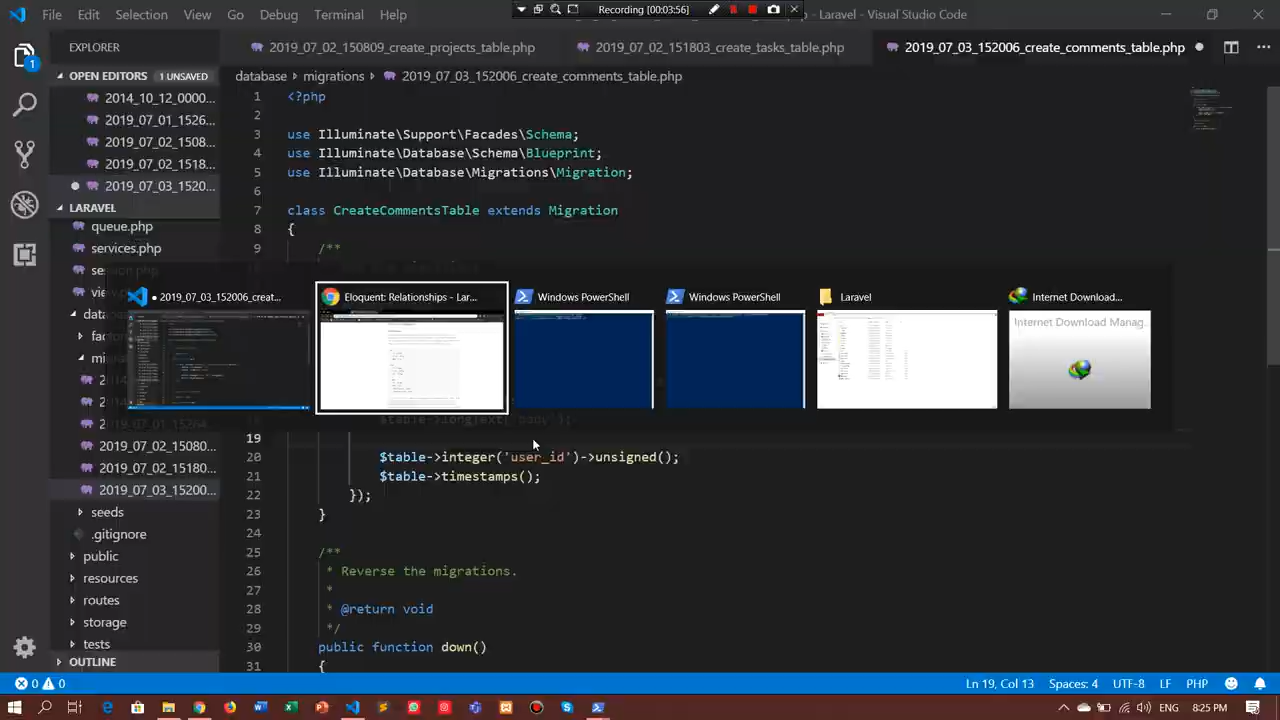 File Edit Selection View Go Debug Terminal Help
Recording [00:03:56]
- Laravel - Visual Studio Code
EXPLORER
2019_07_02_150809_create_projects_table.php
2019_07_02_151803_create_tasks_table.php
2019_07_03_152006_create_comments_table.php
OPEN EDITORS 1 UNSAVED
2014_10_12_0000...
2019_07_01_1526...
2019_07_02_1508...
2019_07_02_1518...
2019_07_03_1520...
LARAVEL
queue.php
services.php
session.php
database > migrations > 2019_07_03_152006_create_comments_table.php
1 <?php
2
3 use Illuminate\Support\Facades\Schema;
4 use Illuminate\Database\Schema\Blueprint;
5 use Illuminate\Database\Migrations\Migration;
6
7 class CreateCommentsTable extends Migration
8 {
9 /**
2019_07_03_152006_creat...
Eloquent: Relationships - Lar...
Windows Powershell
Windows PowerShell
Laravel
Internet Download...
Internet Download Manag
19
20 $table->integer('user_id')->unsigned();
21 $table->timestamps();
22 });
23 }
24
25 /**
26 * Reverse the migrations.
27 *
28 * @return void
29 */
30 public function down()
31 {
2019_07_02_15080...
2019_07_02_15180...
2019_07_03_15200...
seeds
.gitignore
public
resources
routes
storage
tests
OUTLINE
0 0
Ln 19, Col 13 Spaces: 4 UTF-8 LF PHP
8:25 PM